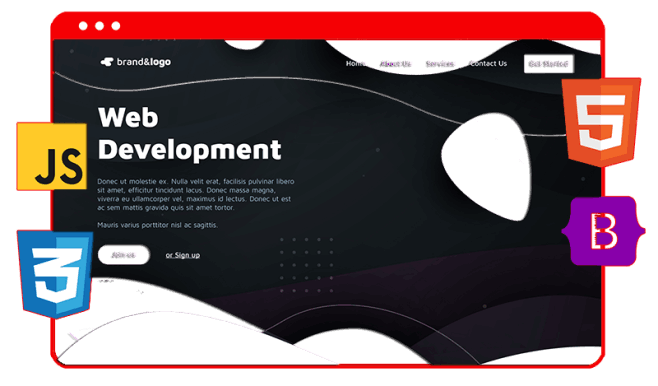 brand&logo
Home About Us Services Contact Us Get Started
Web
Development
Donec ut molestie ex. Nulla velit erat, facilisis pulvinar libero
sit amet, efficitur tincidunt lacus. Donec massa magna,
viverra eu ullamcorper vel, maximus id lectus. Donec ut est
ac sem mattis gravida quis sit amet tortor.
Mauris varius porttitor nisl ac sagittis.
Join us or Sign up
JS
3
5
B